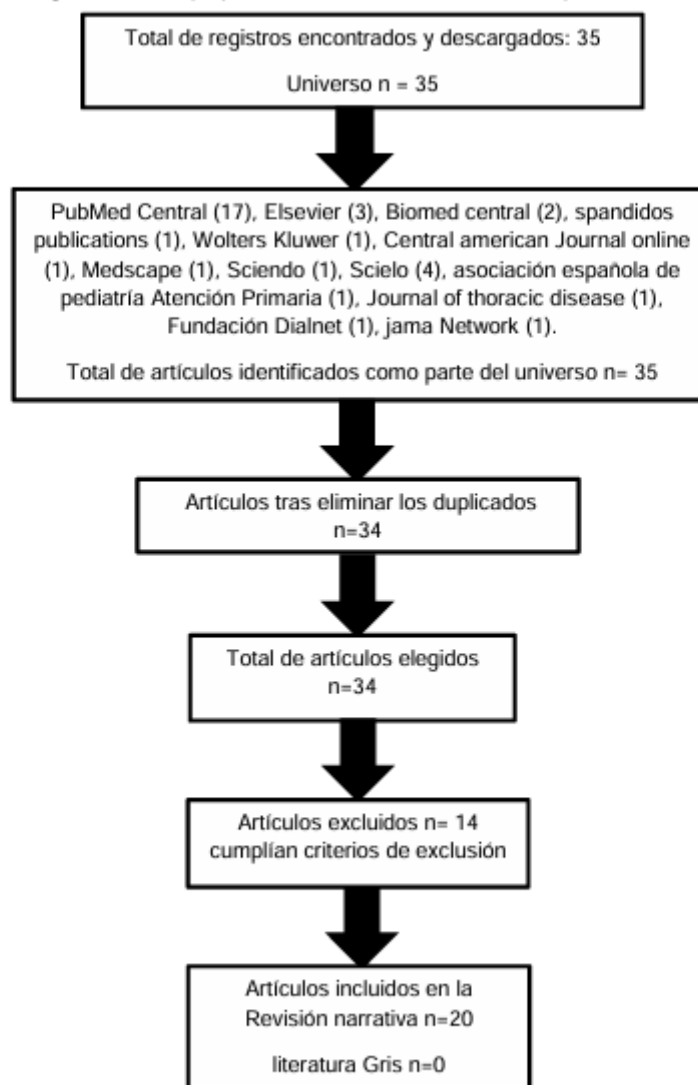 Total de registros encontrados y descargados: 35
Universo n = 35
PubMed Central (17), Elsevier (3), Biomed central (2), spandidos
publications (1), Wolters Kluwer (1), Central american Journal online
(1), Medscape (1), Sciendo (1), Scielo (4), asociación española de
pediatría Atención Primaria (1), Journal of thoracic disease (1),
Fundación Dialnet (1), jama Network (1).
Total de artículos identificados como parte del universo n= 35
Artículos tras eliminar los duplicados
n=34
Total de artículos elegidos
n=34
Artículos excluidos n= 14
cumplían criterios de exclusión
Artículos incluidos en la
Revisión narrativa n=20
literatura Gris n=0